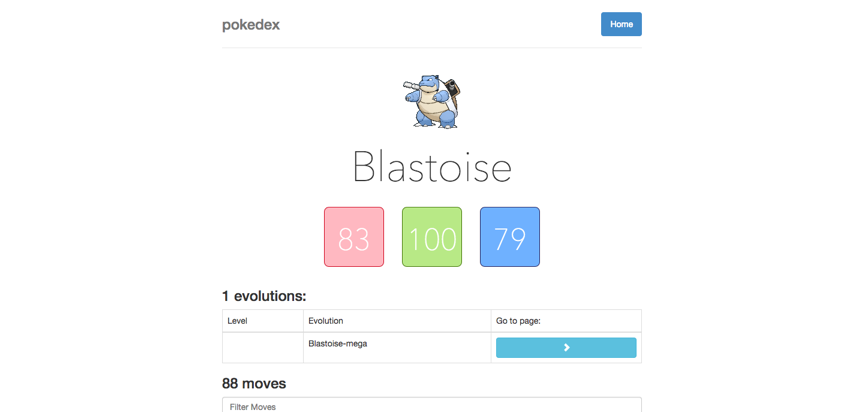 pokedex
Home
Blastoise
83 100 79
1 evolutions:
Level Evolution Go to page:
Blastoise-mega
88 moves
Filter Moves